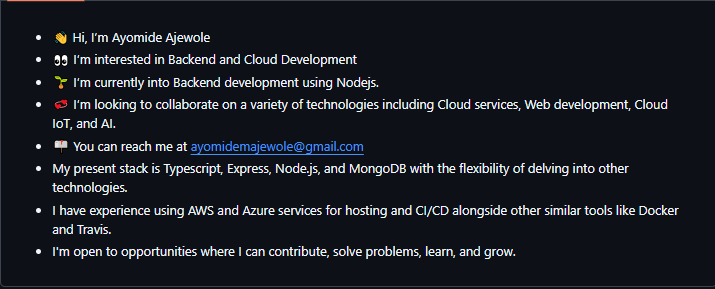 👋 Hi, I’m Ayomide Ajewole
👀 I’m interested in Backend and Cloud Development
🌱 I’m currently into Backend development using Nodejs.
💞️ I’m looking to collaborate on a variety of technologies including Cloud services, Web development, Cloud
IoT, and AI.
📫 You can reach me at ayomidemajewole@gmail.com
My present stack is Typescript, Express, Node.js, and MongoDB with the flexibility of delving into other
technologies.
I have experience using AWS and Azure services for hosting and CI/CD alongside other similar tools like Docker
and Travis.
I'm open to opportunities where I can contribute, solve problems, learn, and grow.